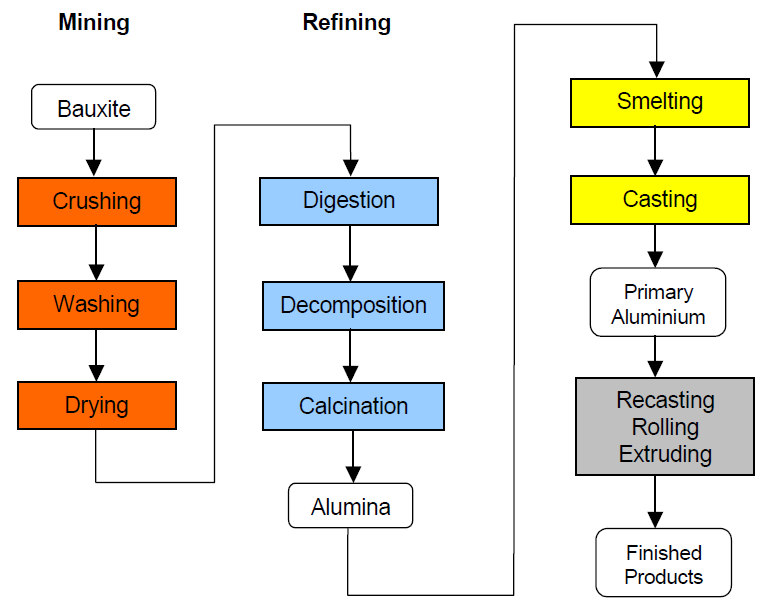 Mining
Bauxite
Crushing
Washing
Drying
Refining
Digestion
Decomposition
Calcination
Alumina
Smelting
Casting
Primary
Aluminium
Recasting
Rolling
Extruding
Finished
Products